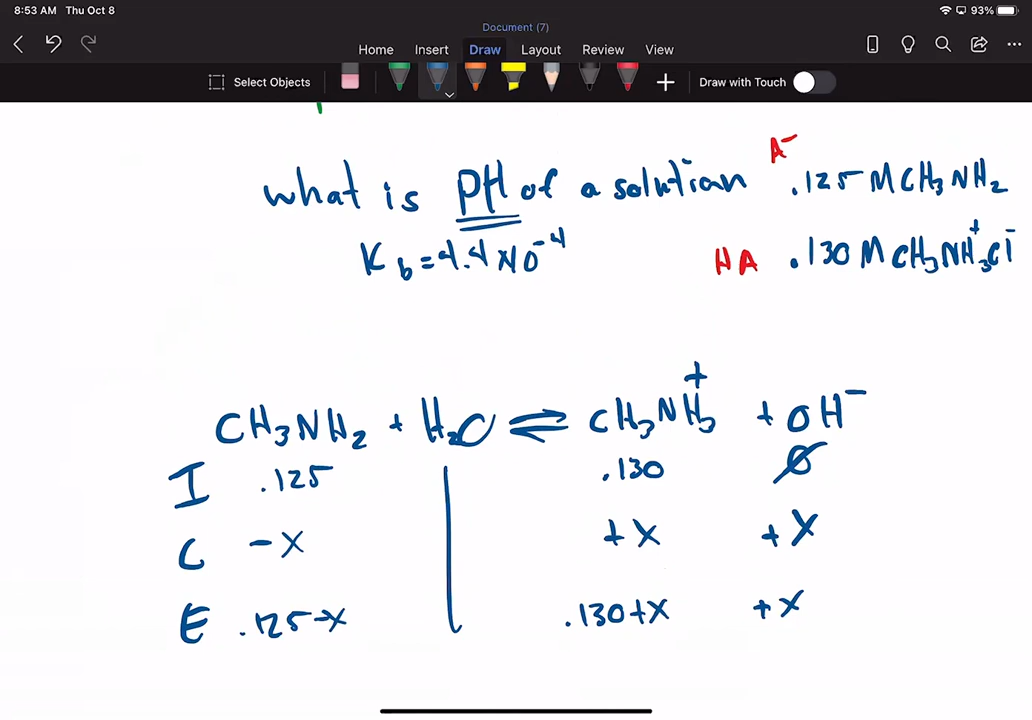 8:53 AM Thu Oct 8 93%
Document (7)
Home Insert Draw Layout Review View
Select Objects Draw with Touch
what is pH of a solution A⁻ .125 M CH₃NH₂
K_b = 4.4 x10⁻⁴ HA .130 M CH₃NH₃⁺Cl⁻
CH₃NH₂ + H₂O ⇌ CH₃NH₃⁺ + OH⁻
I .125 .130 0
C -x +x +x
E .125-x .130+x +x